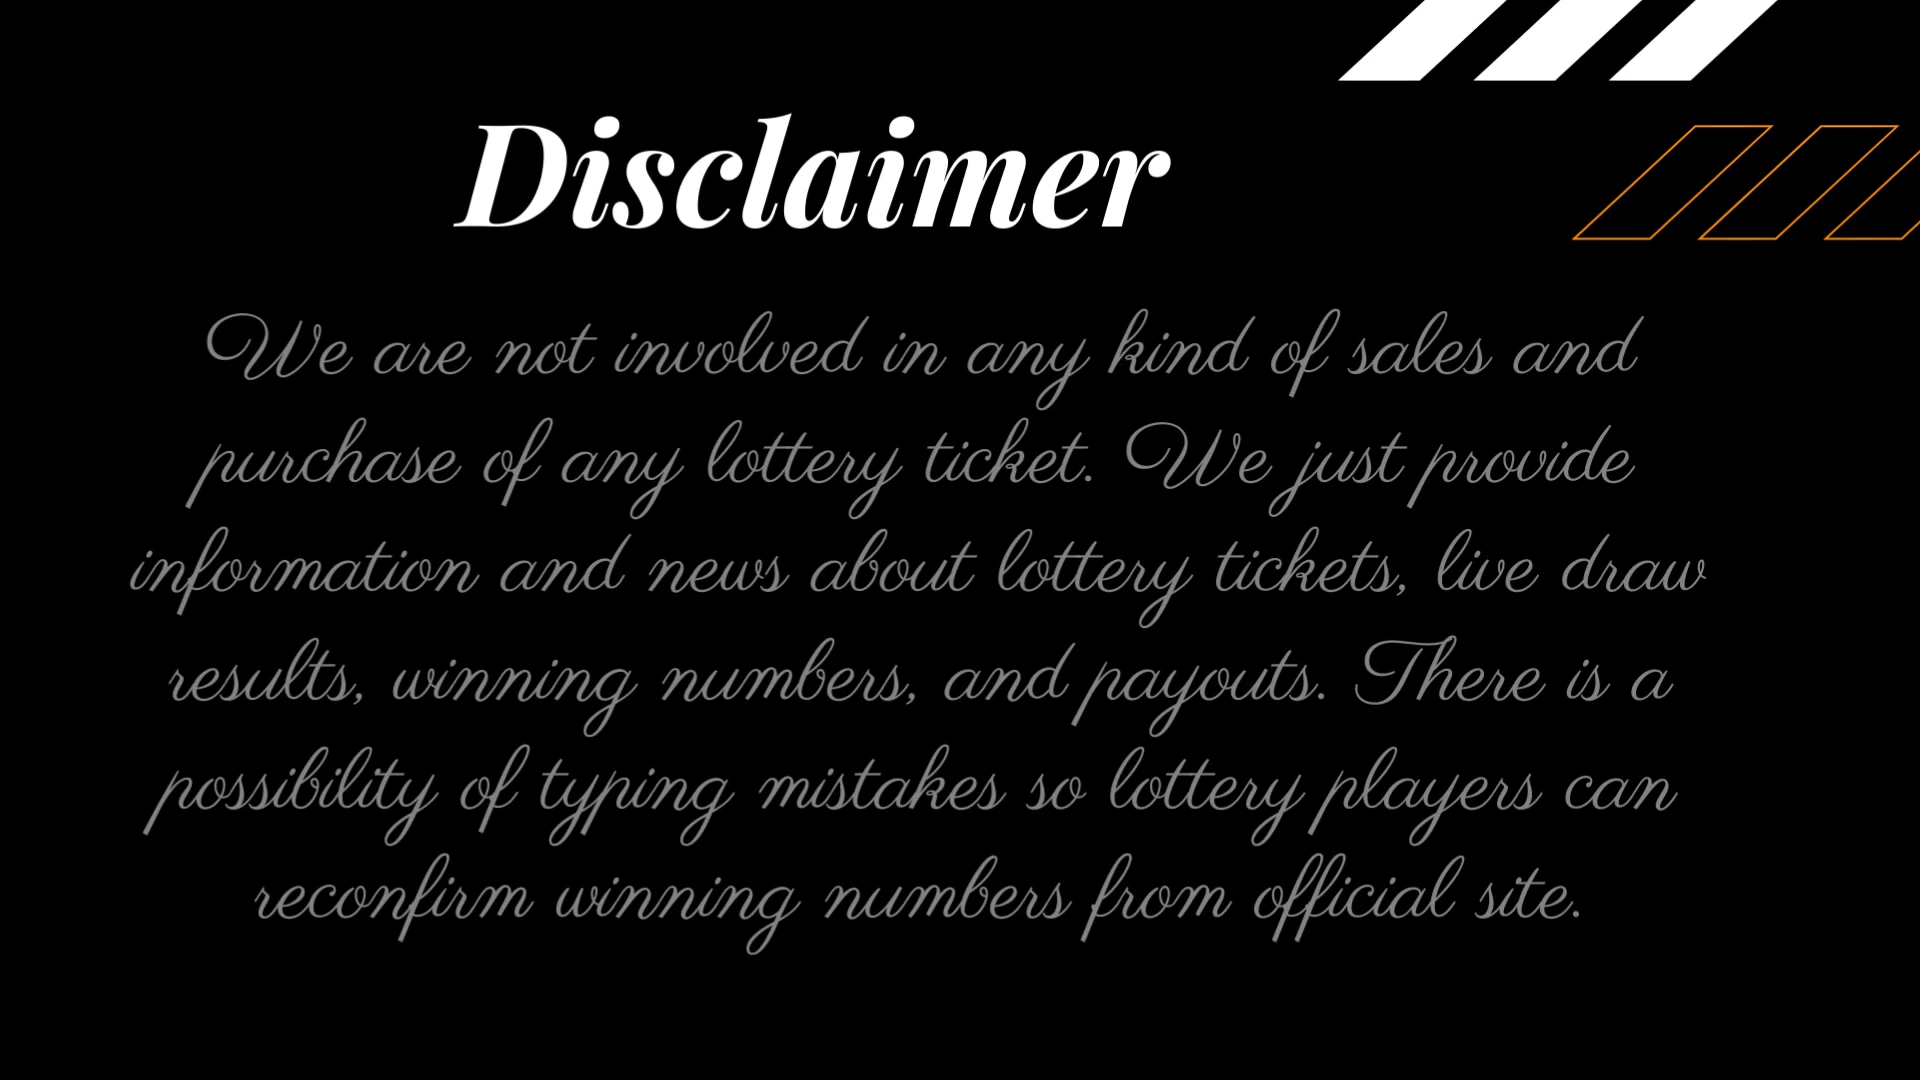 Disclaimer
We are not involved in any kind of sales and
purchase of any lottery ticket. We just provide
information and news about lottery tickets, live draw
results, winning numbers, and payouts. There is a
possibility of typing mistakes so lottery players can
reconfirm winning numbers from official site.